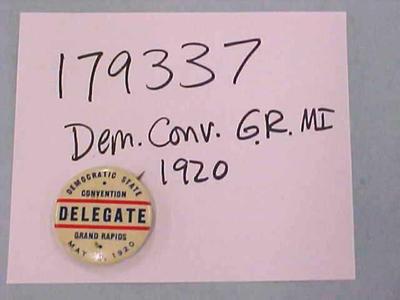 179337
Dem. Conv. G.R. MI
1920
DEMOCRATIC STATE
CONVENTION
DELEGATE
GRAND RAPIDS
MAY 1920